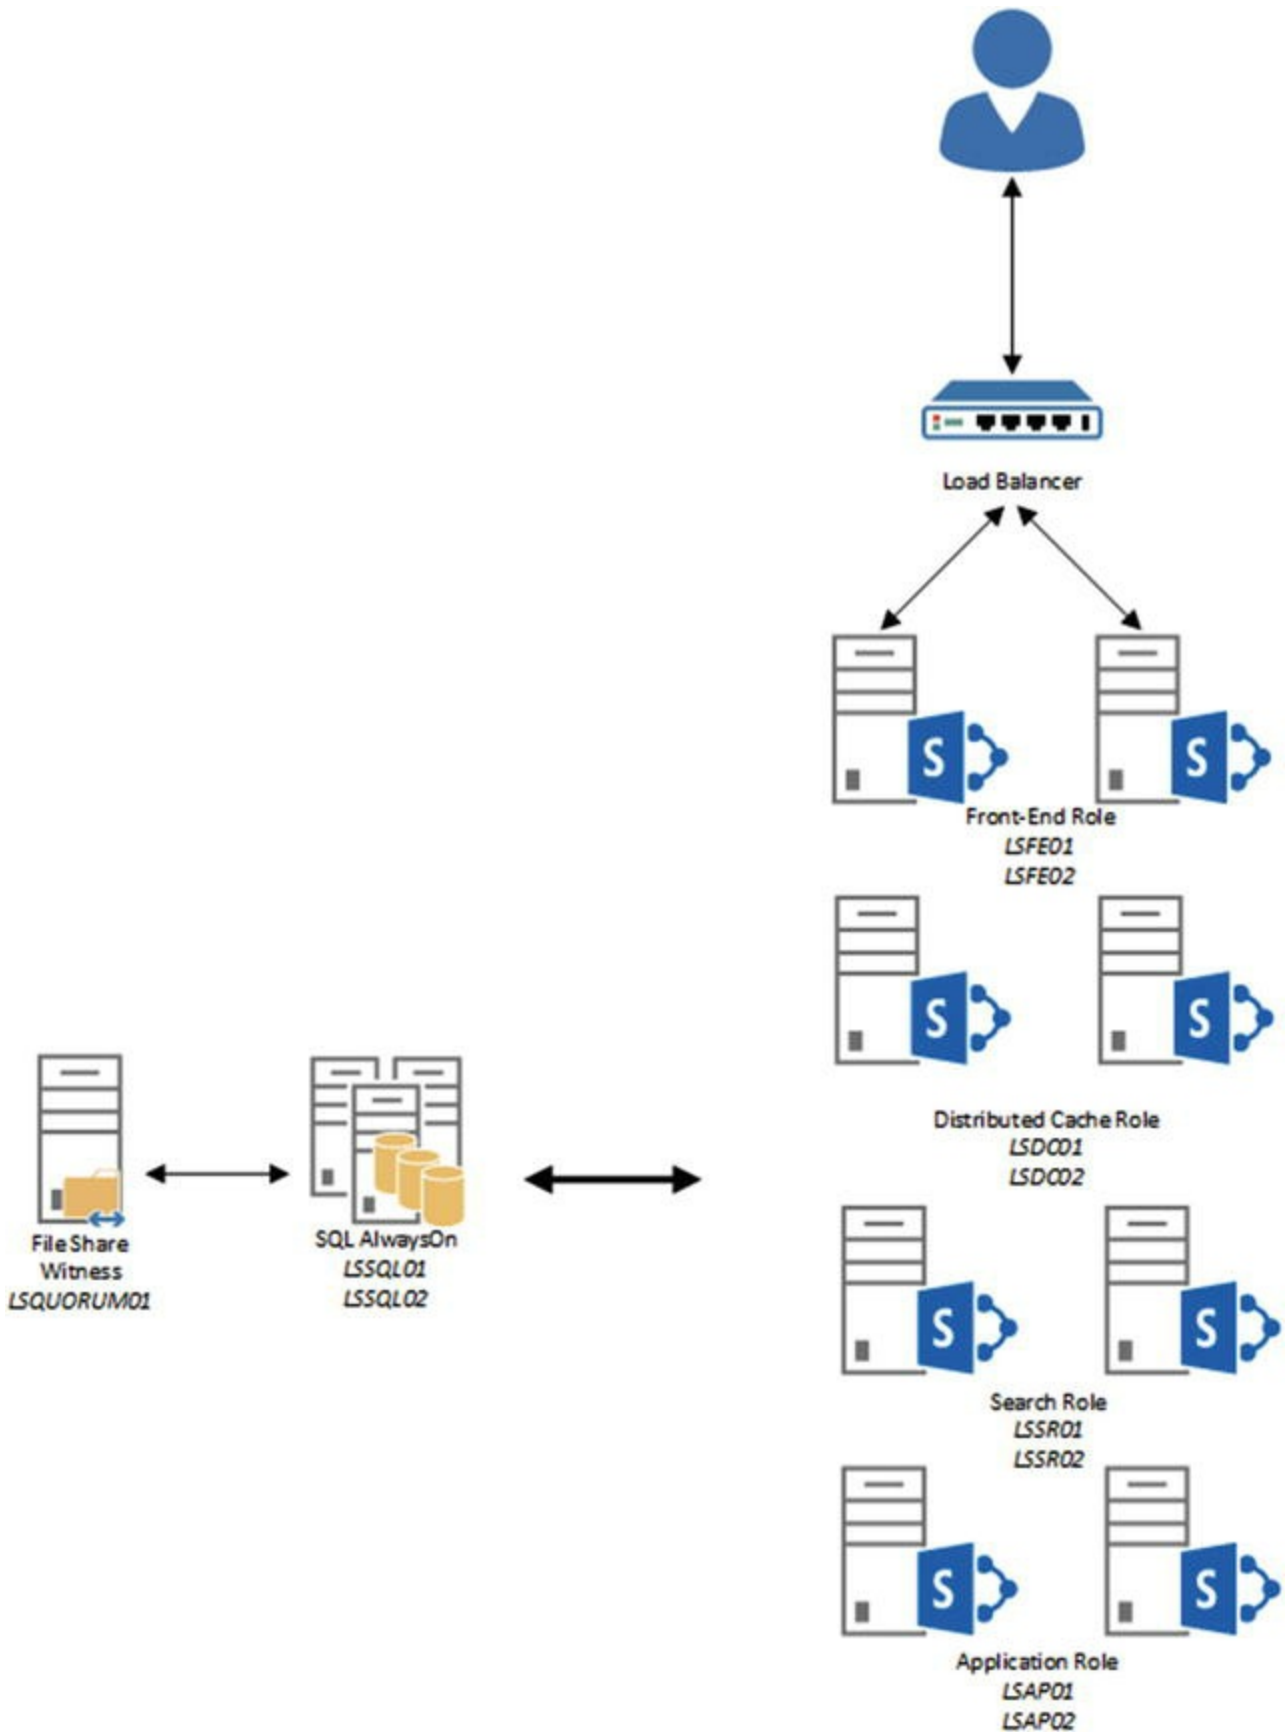 Load Balancer
S
S
Front-End Role
LSFE01
LSFE02
S
S
Distributed Cache Role
LSDC01
LSDC02
File Share
Witness
LSQUORUM01
SQL AlwaysOn
LSSQL01
LSSQL02
S
S
Search Role
LSSR01
LSSR02
S
S
Application Role
LSAP01
LSAP02